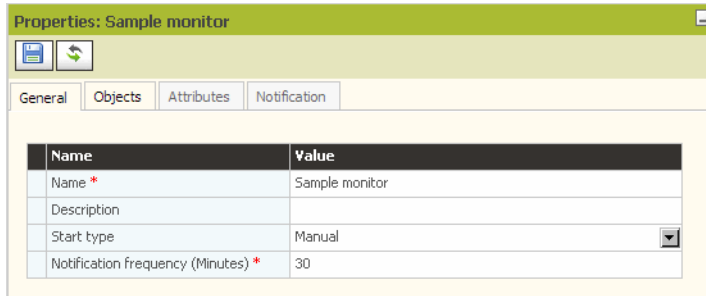 Properties: Sample monitor
General Objects Attributes Notification
Name Value
Name * Sample monitor
Description
Start type Manual
Notification frequency (Minutes) * 30